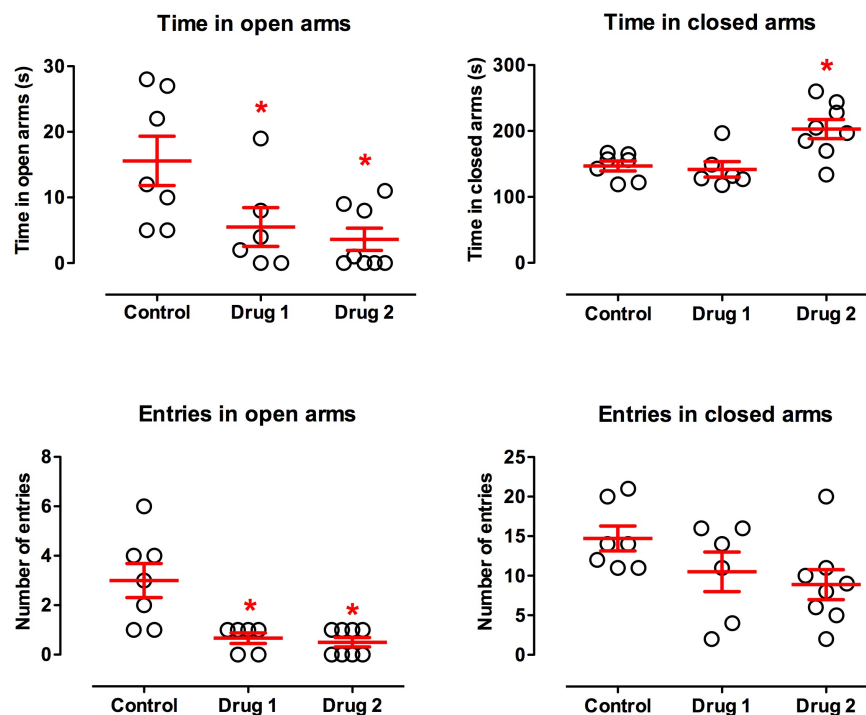 Time in open arms
Time in open arms (s)
30
20
10
0
*
*
Control Drug 1 Drug 2
Time in closed arms
Time in closed arms (s)
300
200
100
0
*
Control Drug 1 Drug 2
Entries in open arms
Number of entries
8
6
4
2
0
*
*
Control Drug 1 Drug 2
Entries in closed arms
Number of entries
25
20
15
10
5
0
Control Drug 1 Drug 2